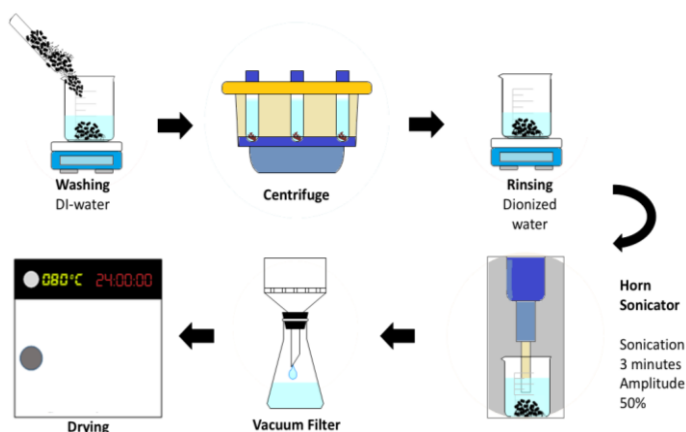 Washing
DI-water
Centrifuge
Rinsing
Dionized
water
Horn
Sonicator
Sonication
3 minutes
Amplitude
50%
080°C 24:00:00
Drying
Vacuum Filter